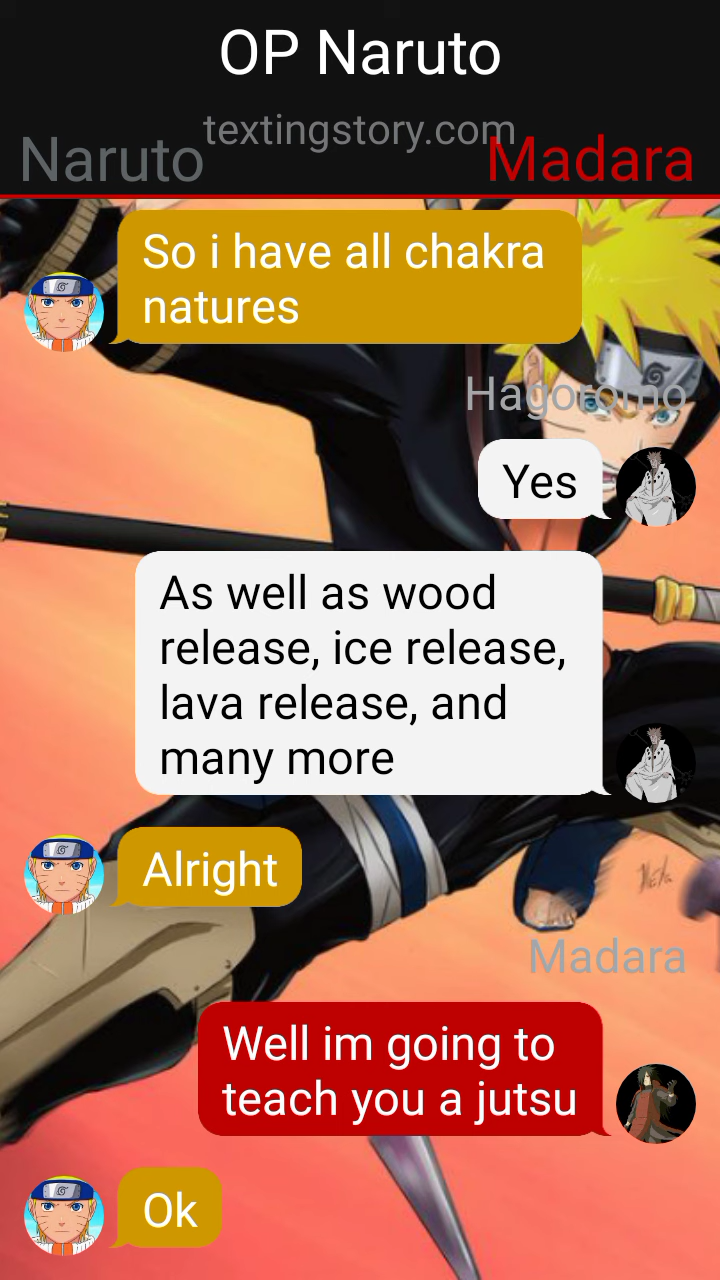 OP Naruto
textingstory.com
Naruto
Madara
So i have all chakra
natures
Hagoromo
Yes
As well as wood
release, ice release,
lava release, and
many more
Alright
Madara
Well im going to
teach you a jutsu
Ok